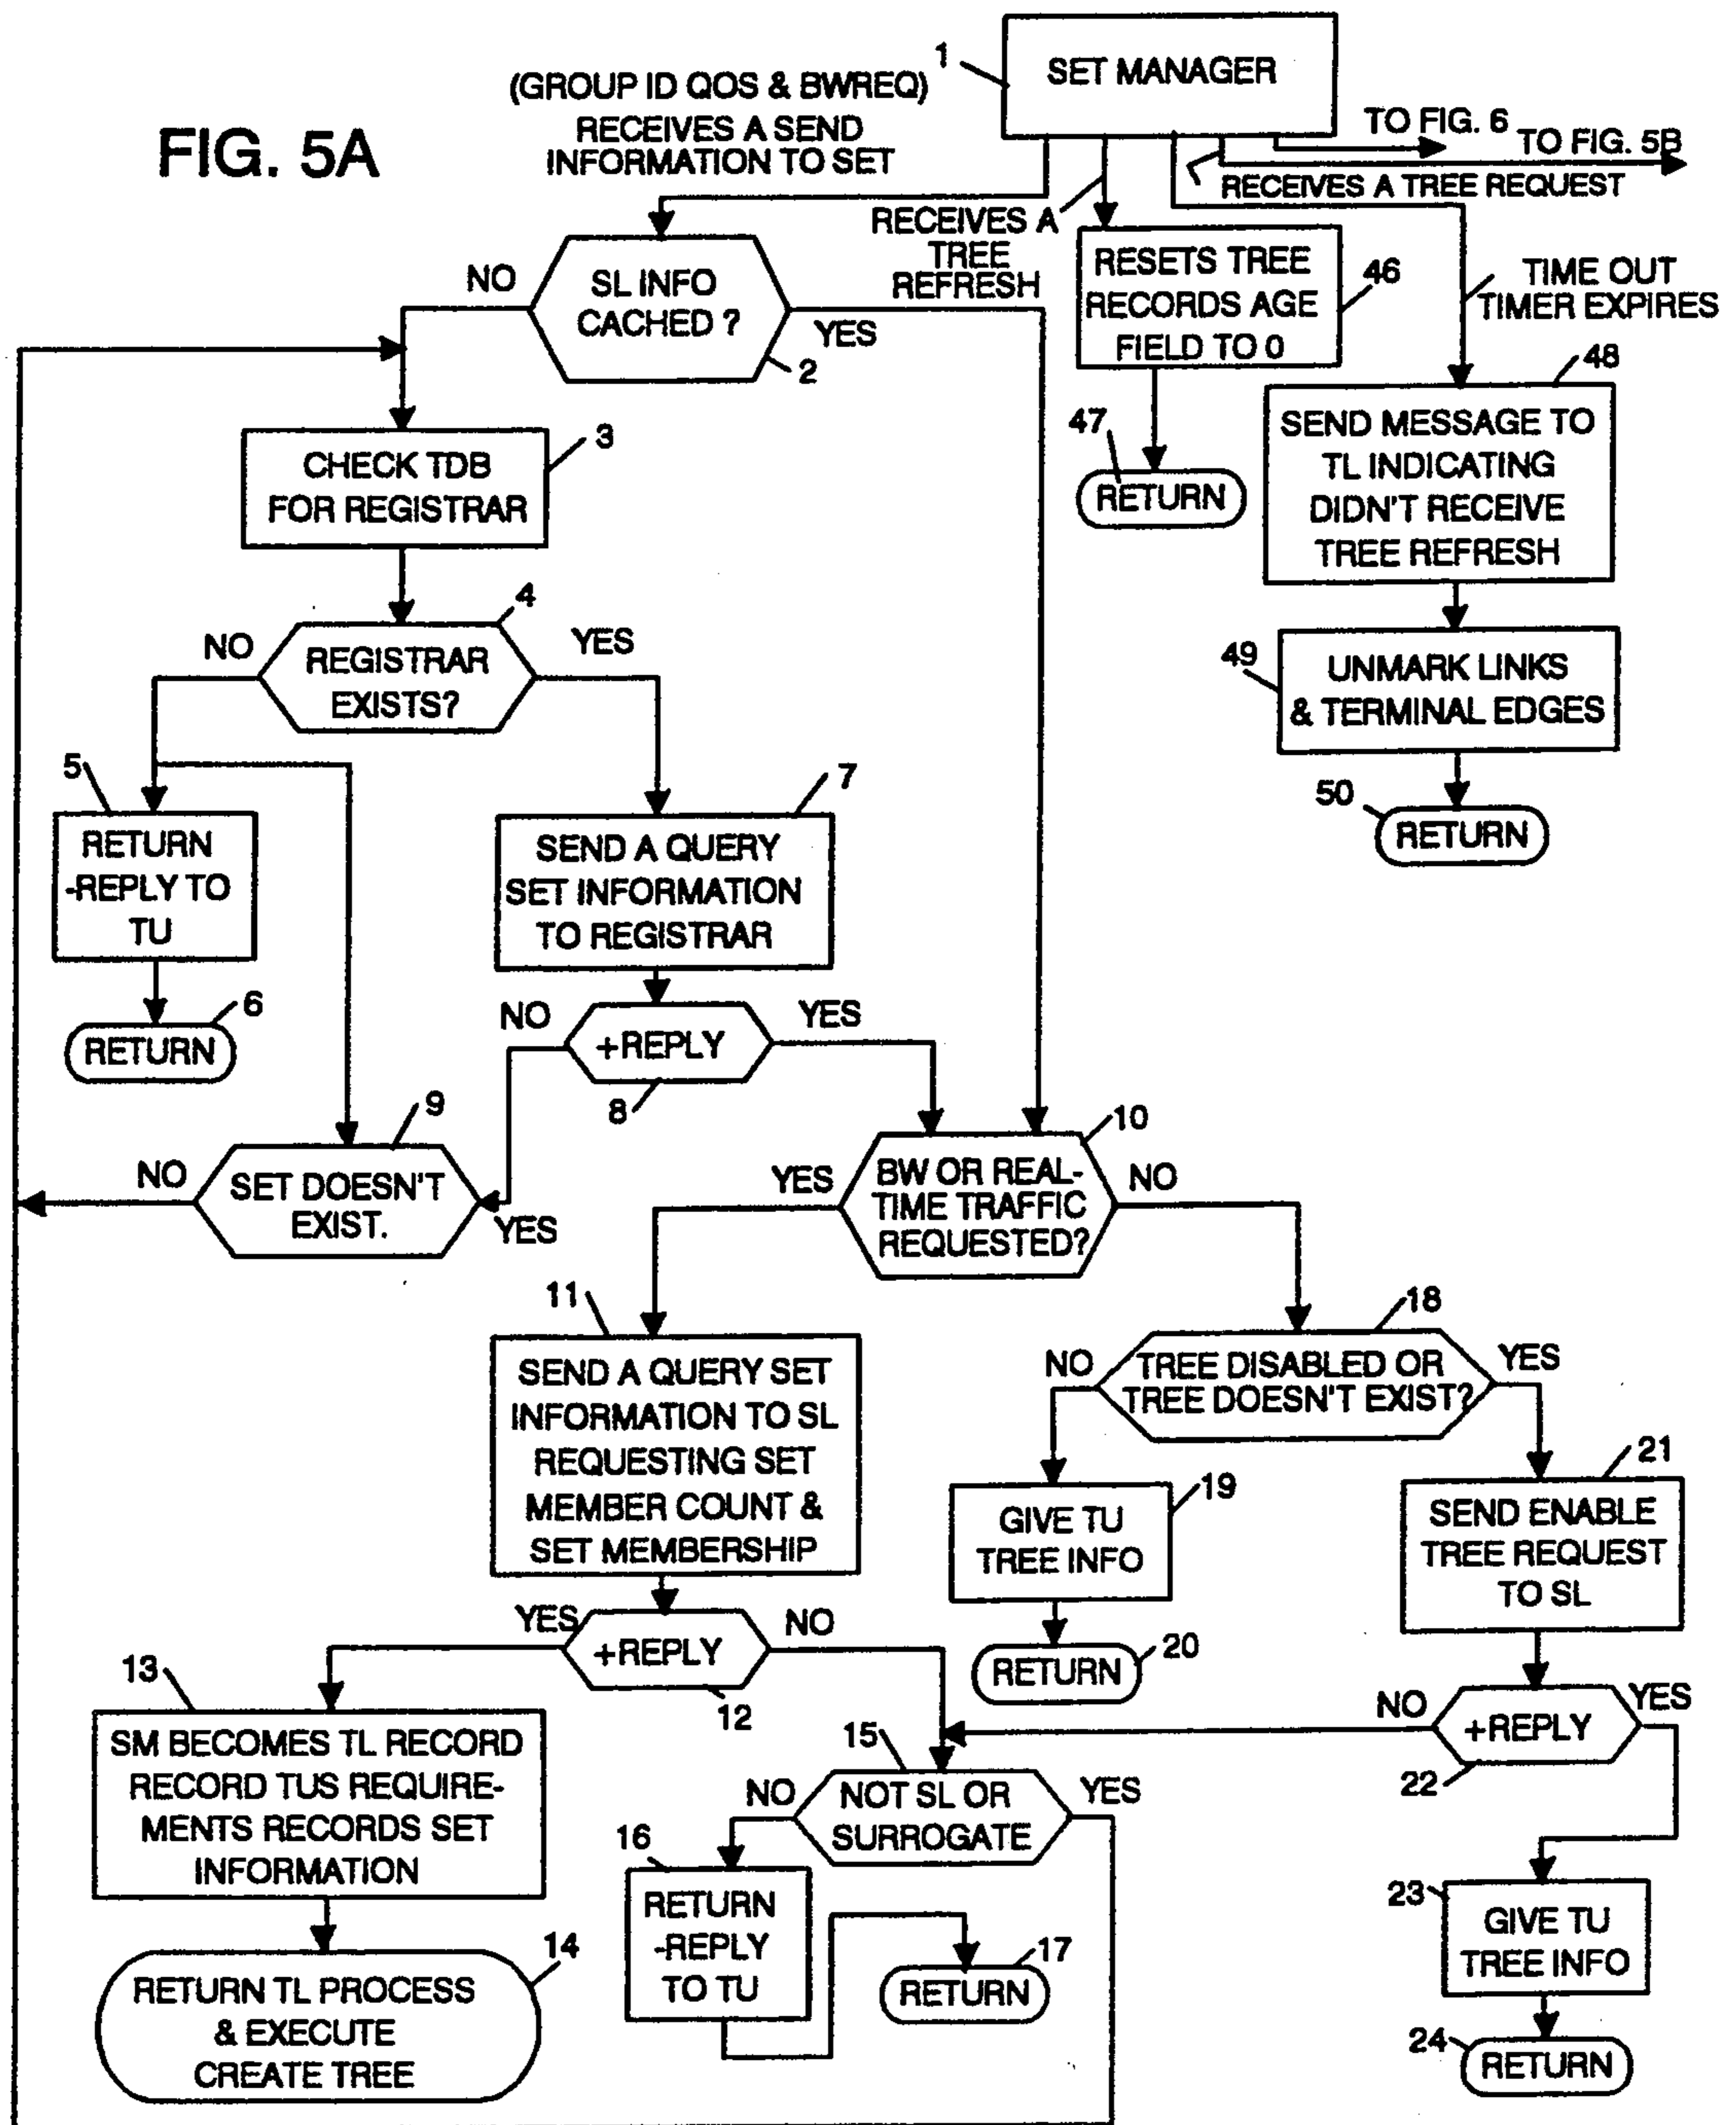 FIG. 5A
1
SET MANAGER
(GROUP ID QOS & BWREQ)
RECEIVES A SEND
INFORMATION TO SET
TO FIG. 6
TO FIG. 5B
RECEIVES A TREE REQUEST
RECEIVES A
TREE
REFRESH
NO
SL INFO
CACHED ?
YES
2
RESETS TREE
RECORDS AGE
FIELD TO 0
46
TIME OUT
TIMER EXPIRES
47
RETURN
48
SEND MESSAGE TO
TL INDICATING
DIDN'T RECEIVE
TREE REFRESH
49
UNMARK LINKS
& TERMINAL EDGES
50
RETURN
3
CHECK TDB
FOR REGISTRAR
4
NO
REGISTRAR
EXISTS?
YES
5
RETURN
-REPLY TO
TU
6
RETURN
7
SEND A QUERY
SET INFORMATION
TO REGISTRAR
NO
+REPLY
YES
8
9
NO
SET DOESN'T
EXIST.
YES
10
YES
BW OR REAL-
TIME TRAFFIC
REQUESTED?
NO
11
SEND A QUERY SET
INFORMATION TO SL
REQUESTING SET
MEMBER COUNT &
SET MEMBERSHIP
18
NO
TREE DISABLED OR
TREE DOESN'T EXIST?
YES
19
GIVE TU
TREE INFO
20
RETURN
21
SEND ENABLE
TREE REQUEST
TO SL
YES
+REPLY
NO
12
13
SM BECOMES TL RECORD
RECORD TUS REQUIRE-
MENTS RECORDS SET
INFORMATION
14
RETURN TL PROCESS
& EXECUTE
CREATE TREE
15
NO
NOT SL OR
SURROGATE
YES
16
RETURN
-REPLY
TO TU
17
RETURN
NO
+REPLY
YES
22
23
GIVE TU
TREE INFO
24
RETURN